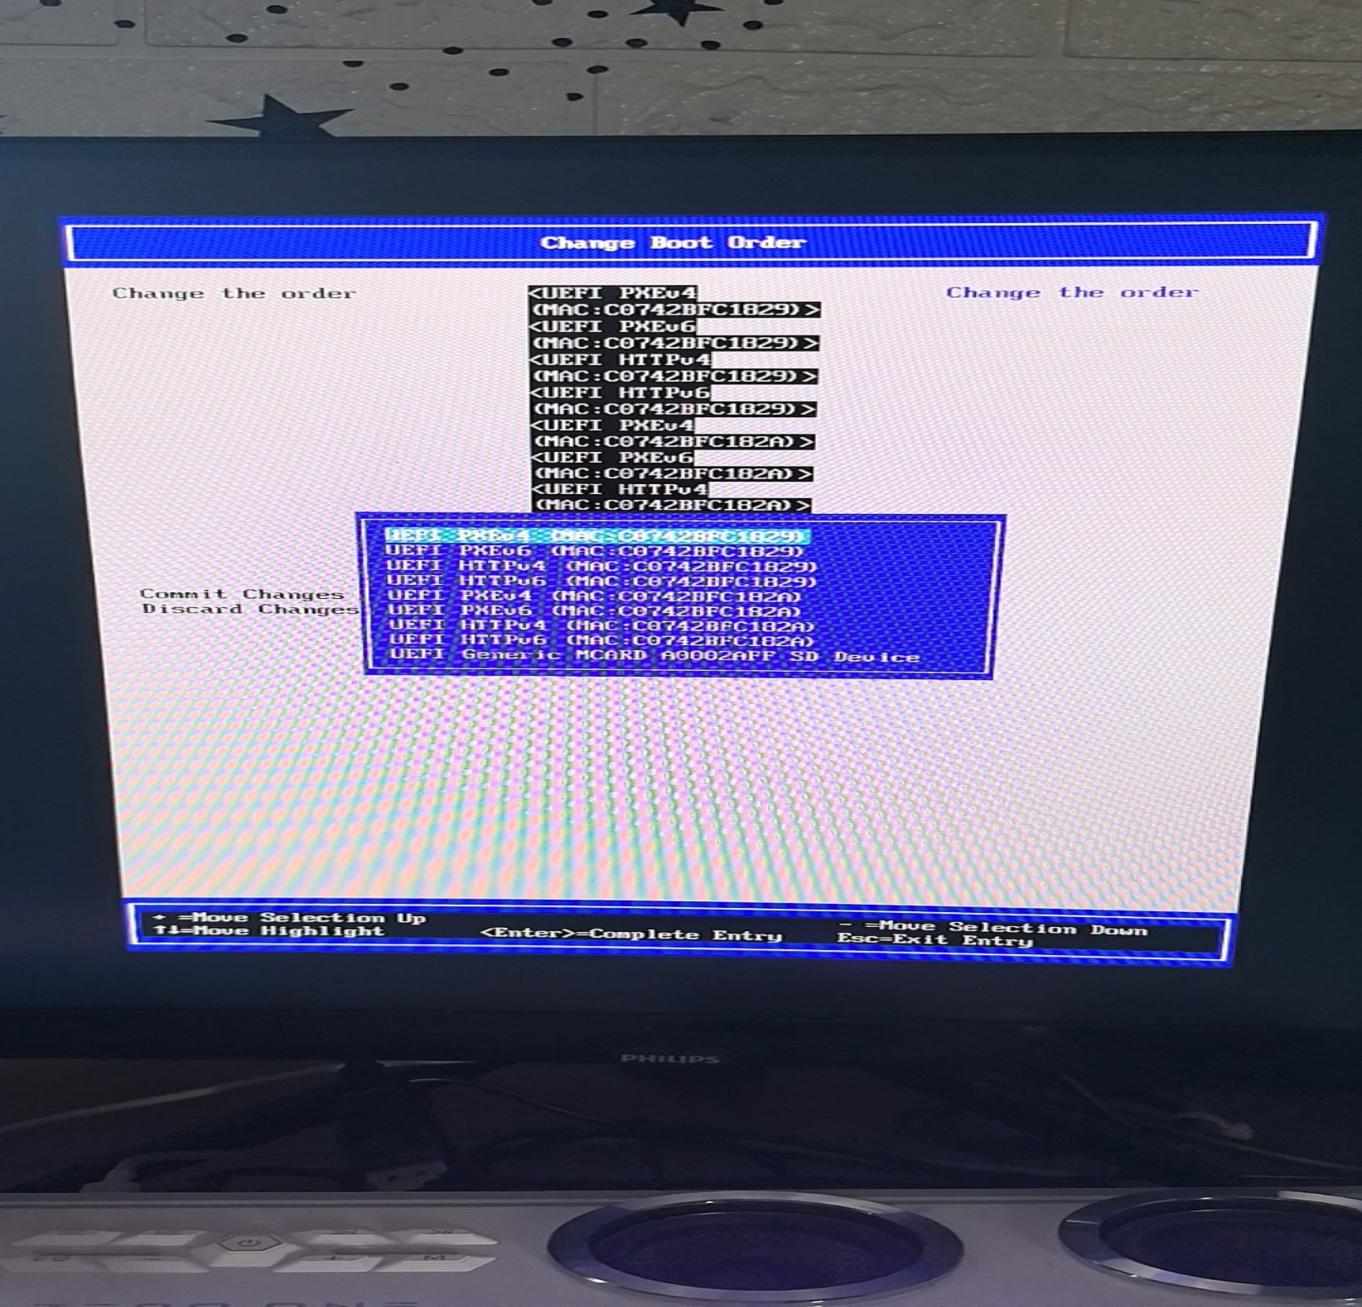 Change Boot Order
Change the order
<UEFI PXEv4
(MAC:C0742BFC1829)>
<UEFI PXEv6
(MAC:C0742BFC1829)>
<UEFI HTTPv4
(MAC:C0742BFC1829)>
<UEFI HTTPv6
(MAC:C0742BFC1829)>
<UEFI PXEv4
(MAC:C0742BFC182A)>
<UEFI PXEv6
(MAC:C0742BFC182A)>
<UEFI HTTPv4
(MAC:C0742BFC182A)>
Change the order
UEFI PXEv4 (MAC:C0742BFC1829)
UEFI PXEv6 (MAC:C0742BFC1829)
UEFI HTTPv4 (MAC:C0742BFC1829)
UEFI HTTPv6 (MAC:C0742BFC1829)
UEFI PXEv4 (MAC:C0742BFC182A)
UEFI PXEv6 (MAC:C0742BFC182A)
UEFI HTTPv4 (MAC:C0742BFC182A)
UEFI HTTPv6 (MAC:C0742BFC182A)
UEFI Generic MCARD A0002AFF SD Device
Commit Changes
Discard Changes
+ =Move Selection Up
- =Move Selection Down
↑↓=Move Highlight
<Enter>=Complete Entry
Esc=Exit Entry
PHILIPS